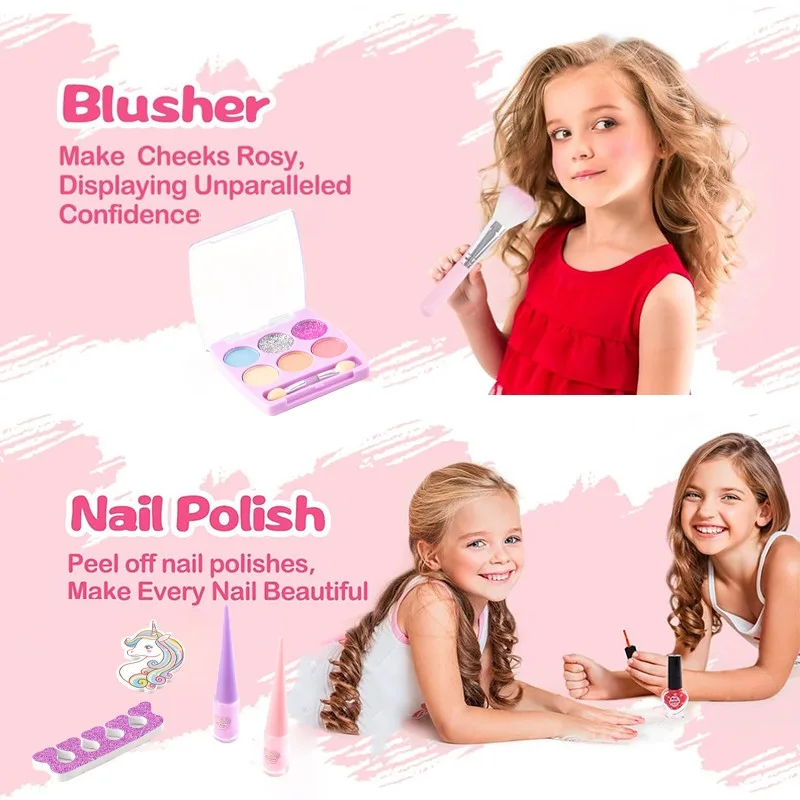 Blusher
Make Cheeks Rosy,
Displaying Unparalleled
Confidence
Nail Polish
Peel off nail polishes,
Make Every Nail Beautiful